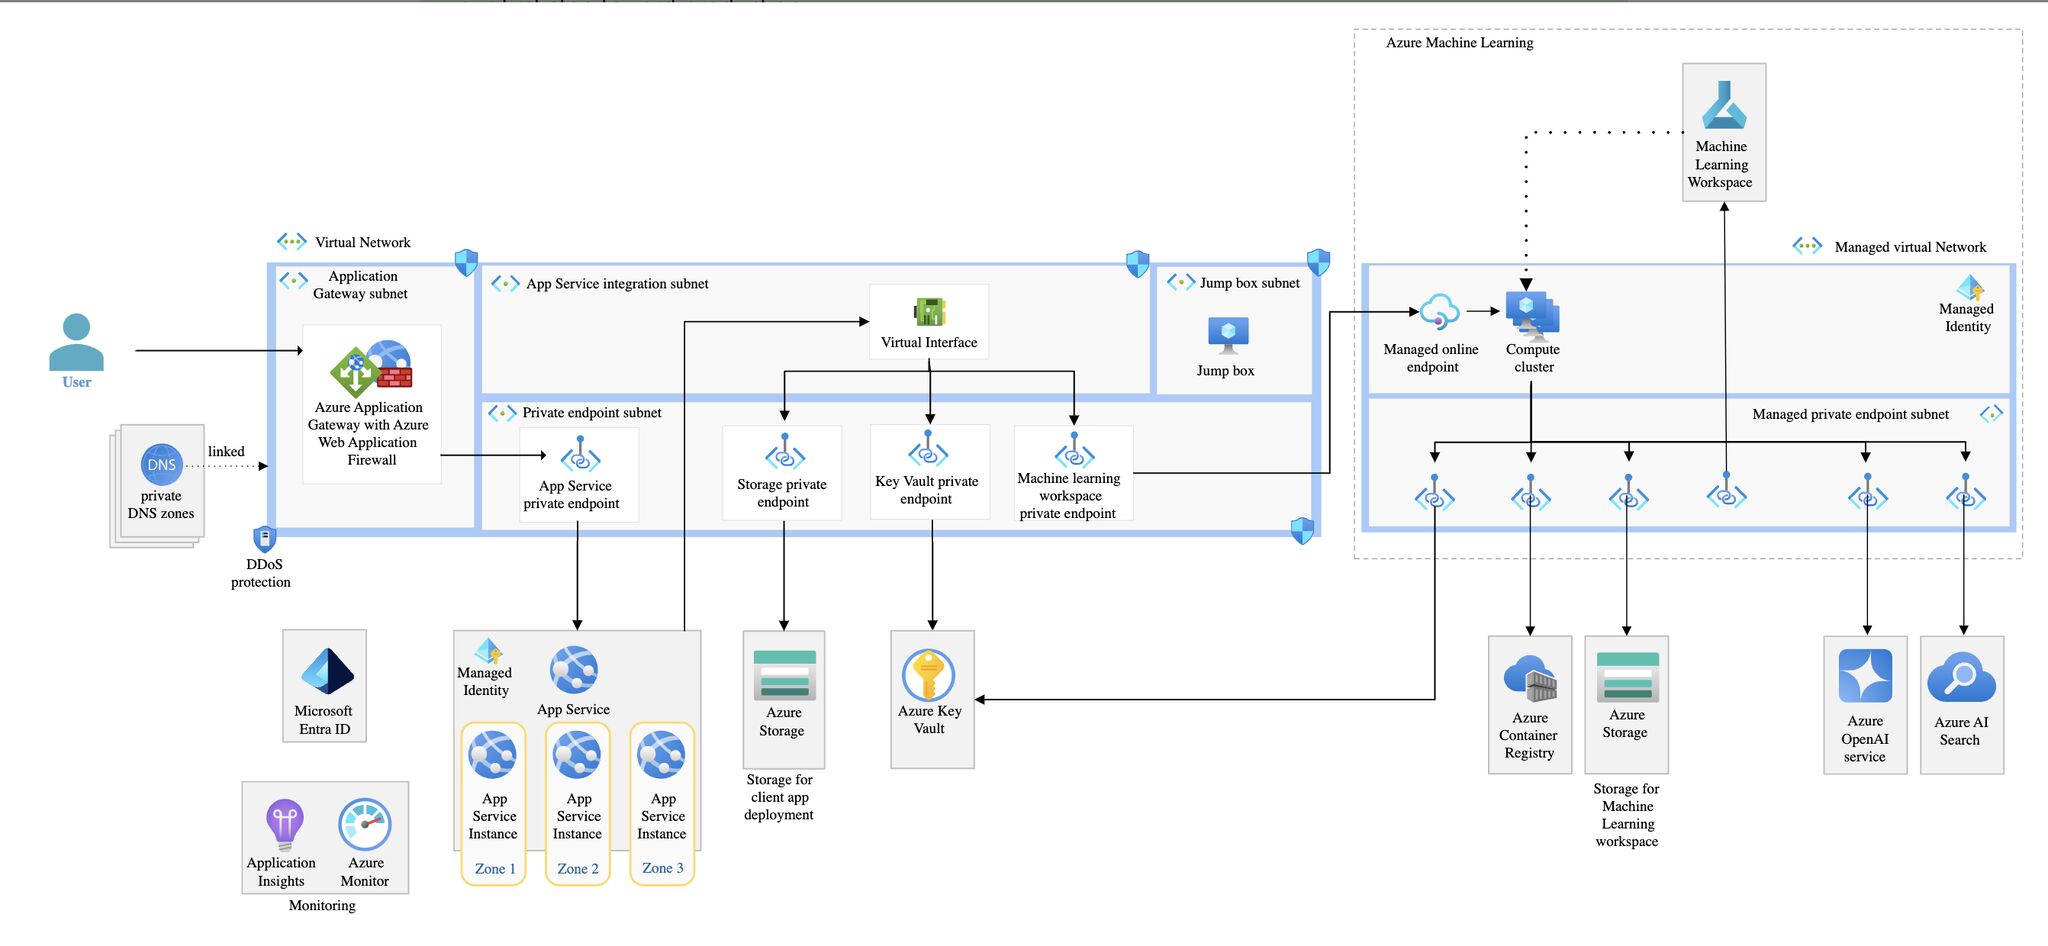 Azure Machine Learning
Machine
Learning
Workspace
Virtual Network
Managed virtual Network
Application
Gateway subnet
App Service integration subnet
Jump box subnet
Managed
Identity
Virtual Interface
Jump box
Managed online
endpoint
Compute
cluster
User
Azure Application
Gateway with Azure
Web Application
Firewall
Private endpoint subnet
Managed private endpoint subnet
linked
DNS
private
DNS zones
App Service
private endpoint
Storage private
endpoint
Key Vault private
endpoint
Machine learning
workspace
private endpoint
DDoS
protection
Microsoft
Entra ID
Managed
Identity
App Service
App
Service
Instance
Zone 1
App
Service
Instance
Zone 2
App
Service
Instance
Zone 3
Azure
Storage
Storage for
client app
deployment
Azure Key
Vault
Azure
Container
Registry
Azure
Storage
Storage for
Machine
Learning
workspace
Azure
OpenAI
service
Azure AI
Search
Application
Insights
Azure
Monitor
Monitoring